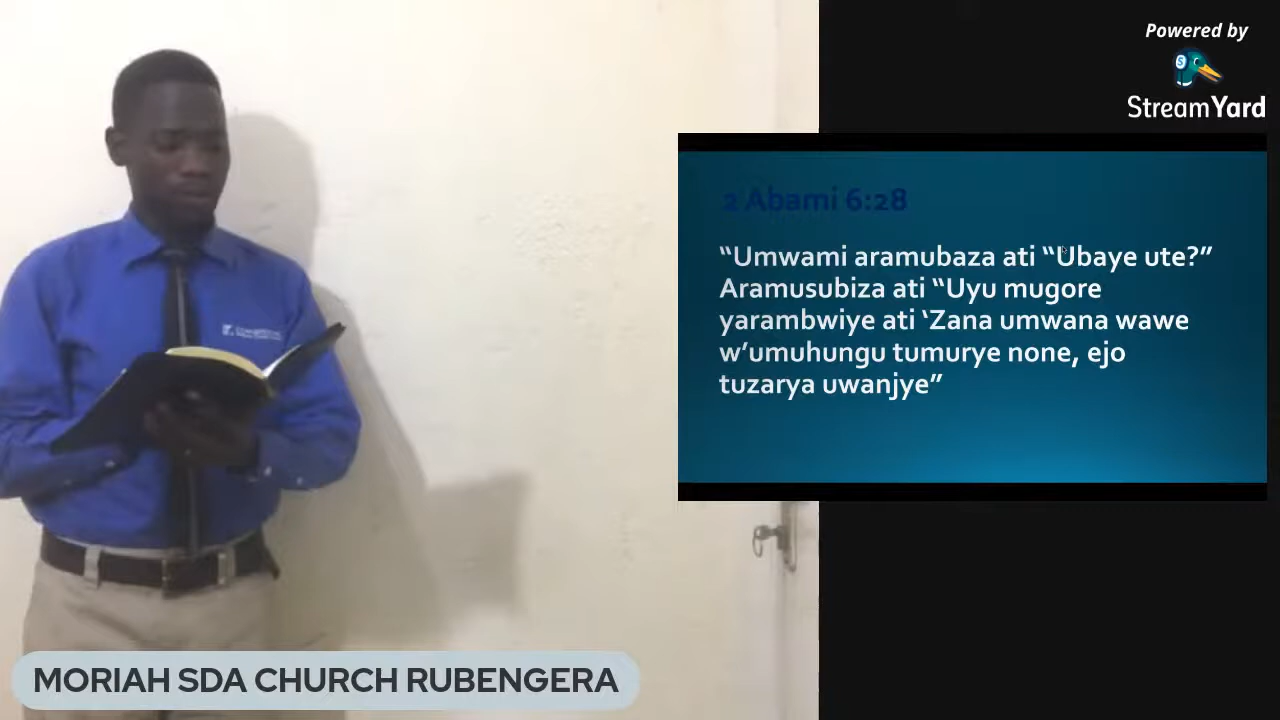 Powered by
S
StreamYard
2 Abami 6:28
“Umwami aramubaza ati “Ubaye ute?”
Aramusubiza ati “Uyu mugore
yarambwiye ati ‘Zana umwana wawe
w’umuhungu tumurye none, ejo
tuzarya uwanjye”
MORIAH SDA CHURCH RUBENGERA